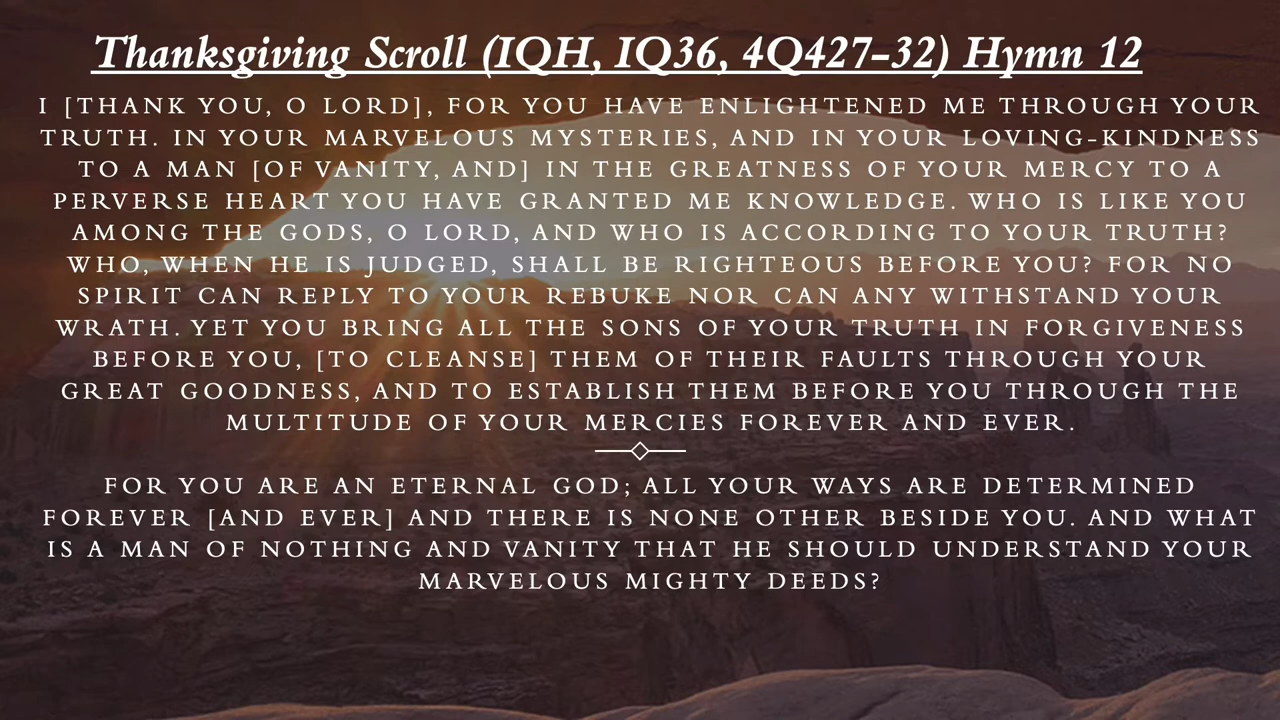 Thanksgiving Scroll (IQH, IQ36, 4Q427-32) Hymn 12
I [THANK YOU, O LORD], FOR YOU HAVE ENLIGHTENED ME THROUGH YOUR
TRUTH. IN YOUR MARVELOUS MYSTERIES, AND IN YOUR LOVING-KINDNESS
TO A MAN [OF VANITY, AND] IN THE GREATNESS OF YOUR MERCY TO A
PERVERSE HEART YOU HAVE GRANTED ME KNOWLEDGE. WHO IS LIKE YOU
AMONG THE GODS, O LORD, AND WHO IS ACCORDING TO YOUR TRUTH?
WHO, WHEN HE IS JUDGED, SHALL BE RIGHTEOUS BEFORE YOU? FOR NO
SPIRIT CAN REPLY TO YOUR REBUKE NOR CAN ANY WITHSTAND YOUR
WRATH. YET YOU BRING ALL THE SONS OF YOUR TRUTH IN FORGIVENESS
BEFORE YOU, [TO CLEANSE] THEM OF THEIR FAULTS THROUGH YOUR
GREAT GOODNESS, AND TO ESTABLISH THEM BEFORE YOU THROUGH THE
MULTITUDE OF YOUR MERCIES FOREVER AND EVER.
FOR YOU ARE AN ETERNAL GOD; ALL YOUR WAYS ARE DETERMINED
FOREVER [AND EVER] AND THERE IS NONE OTHER BESIDE YOU. AND WHAT
IS A MAN OF NOTHING AND VANITY THAT HE SHOULD UNDERSTAND YOUR
MARVELOUS MIGHTY DEEDS?